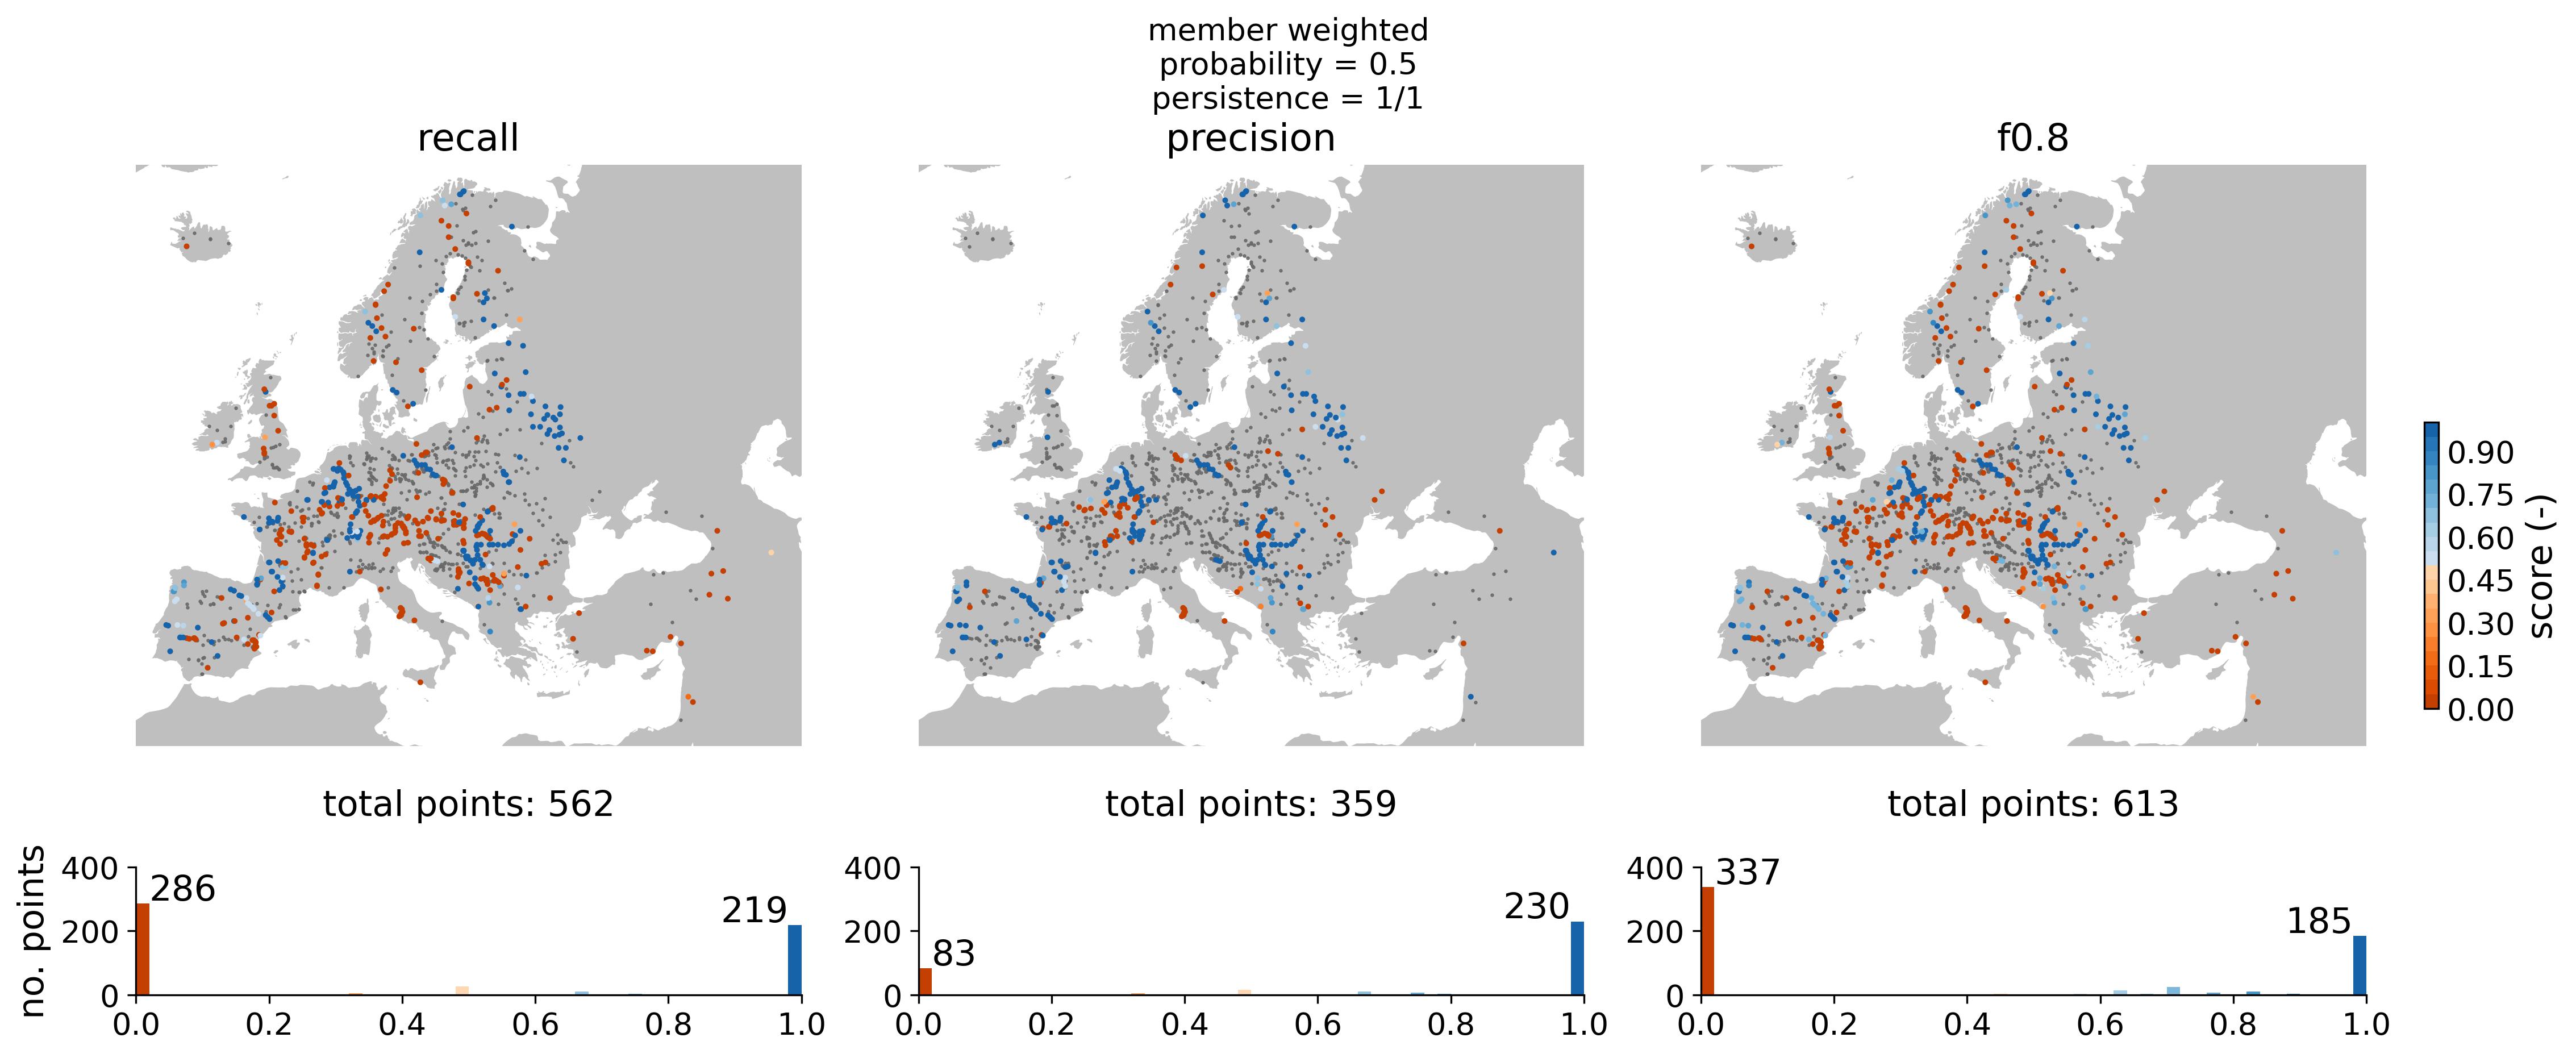 member weighted
probability = 0.5
persistence = 1/1
recall
precision
f0.8
0.90
0.75
0.60
0.45
0.30
0.15
0.00
score (-)
total points: 562
total points: 359
total points: 613
no. points
400
200
0
286
219
0.0 0.2 0.4 0.6 0.8 1.0
400
200
0
83
230
0.0 0.2 0.4 0.6 0.8 1.0
400
200
0
337
185
0.0 0.2 0.4 0.6 0.8 1.0